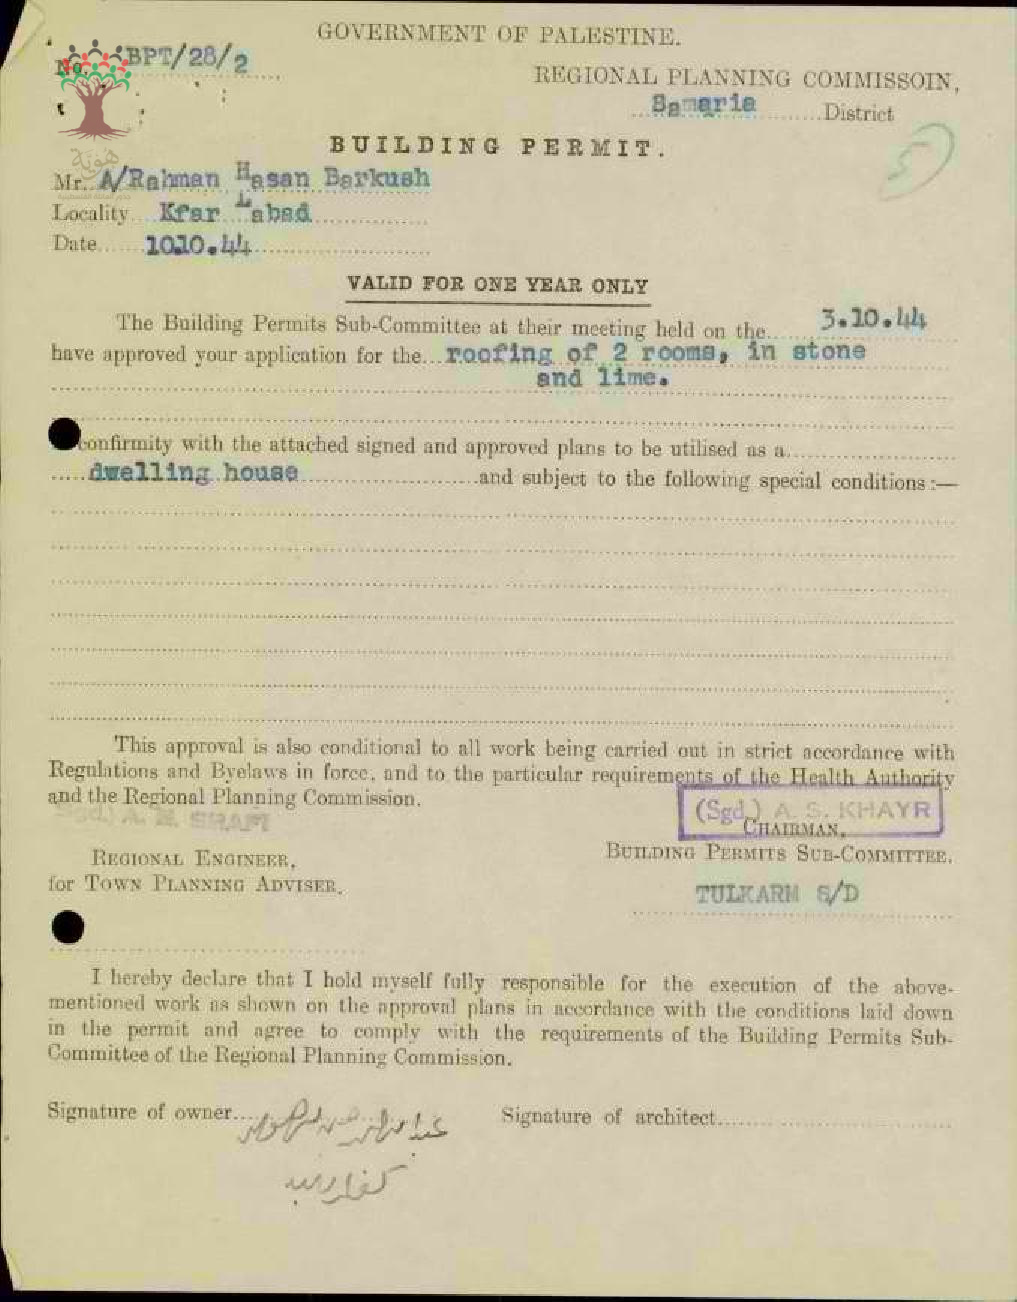 GOVERNMENT OF PALESTINE.
No. BPT/28/2
REGIONAL PLANNING COMMISSOIN,
Samaria District
BUILDING PERMIT.
هوية
Mr. A/Rahman Hasan Barkush
Locality Kfar Labad
Date 10.10.44
VALID FOR ONE YEAR ONLY
The Building Permits Sub-Committee at their meeting held on the 3.10.44
have approved your application for the roofing of 2 rooms, in stone
and lime.
confirmity with the attached signed and approved plans to be utilised as a
dwelling house and subject to the following special conditions :—
This approval is also conditional to all work being carried out in strict accordance with
Regulations and Byelaws in force, and to the particular requirements of the Health Authority
and the Regional Planning Commission.
(Sgd.) A. S. KHAYR
CHAIRMAN,
BUILDING PERMITS SUB-COMMITTEE.
TULKARM S/D
(Sgd.) A. M. SHAFI
REGIONAL ENGINEER,
for TOWN PLANNING ADVISER.
I hereby declare that I hold myself fully responsible for the execution of the above-
mentioned work as shown on the approval plans in accordance with the conditions laid down
in the permit and agree to comply with the requirements of the Building Permits Sub-
Committee of the Regional Planning Commission.
Signature of owner
Signature of architect